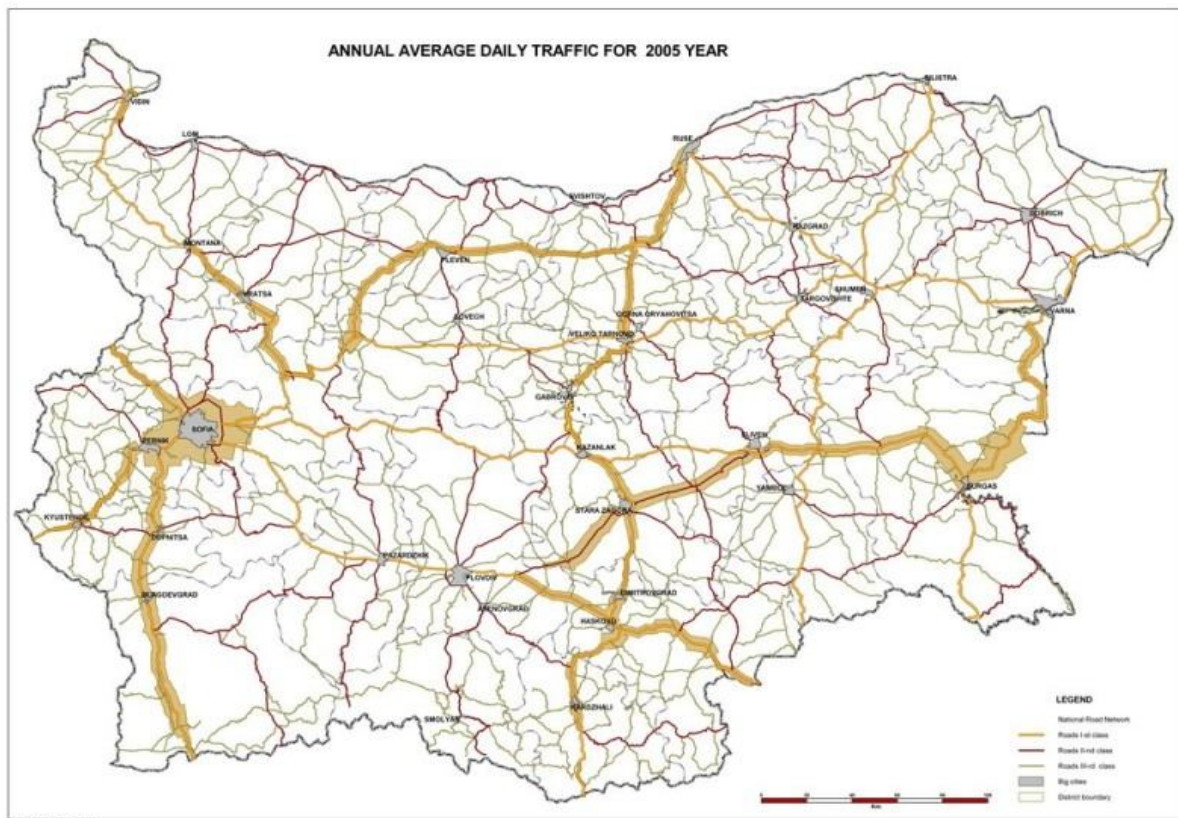 ANNUAL AVERAGE DAILY TRAFFIC FOR 2005 YEAR
SILISTRA
VIDIN
LOM
RUSE
SVISHTOV
DOBRICH
RAZGRAD
MONTANA
PLEVEN
SHUMEN
VRATSA
TARGOVISHTE
VARNA
LOVECH
GORNA ORYAHOVITSA
VELIKO TARNOVO
GABROVO
SOFIA
PERNIK
SLIVEN
KAZANLAK
YAMBOL
BURGAS
STARA ZAGORA
KYUSTENDIL
DUPNITSA
PAZARDZHIK
PLOVDIV
BLAGOEVGRAD
DIMITROVGRAD
ASENOVGRAD
HASKOVO
KARDZHALI
SMOLYAN
LEGEND
National Road Network
Roads I-st class
Roads II-nd class
Roads III-rd class
Big cities
District boundary